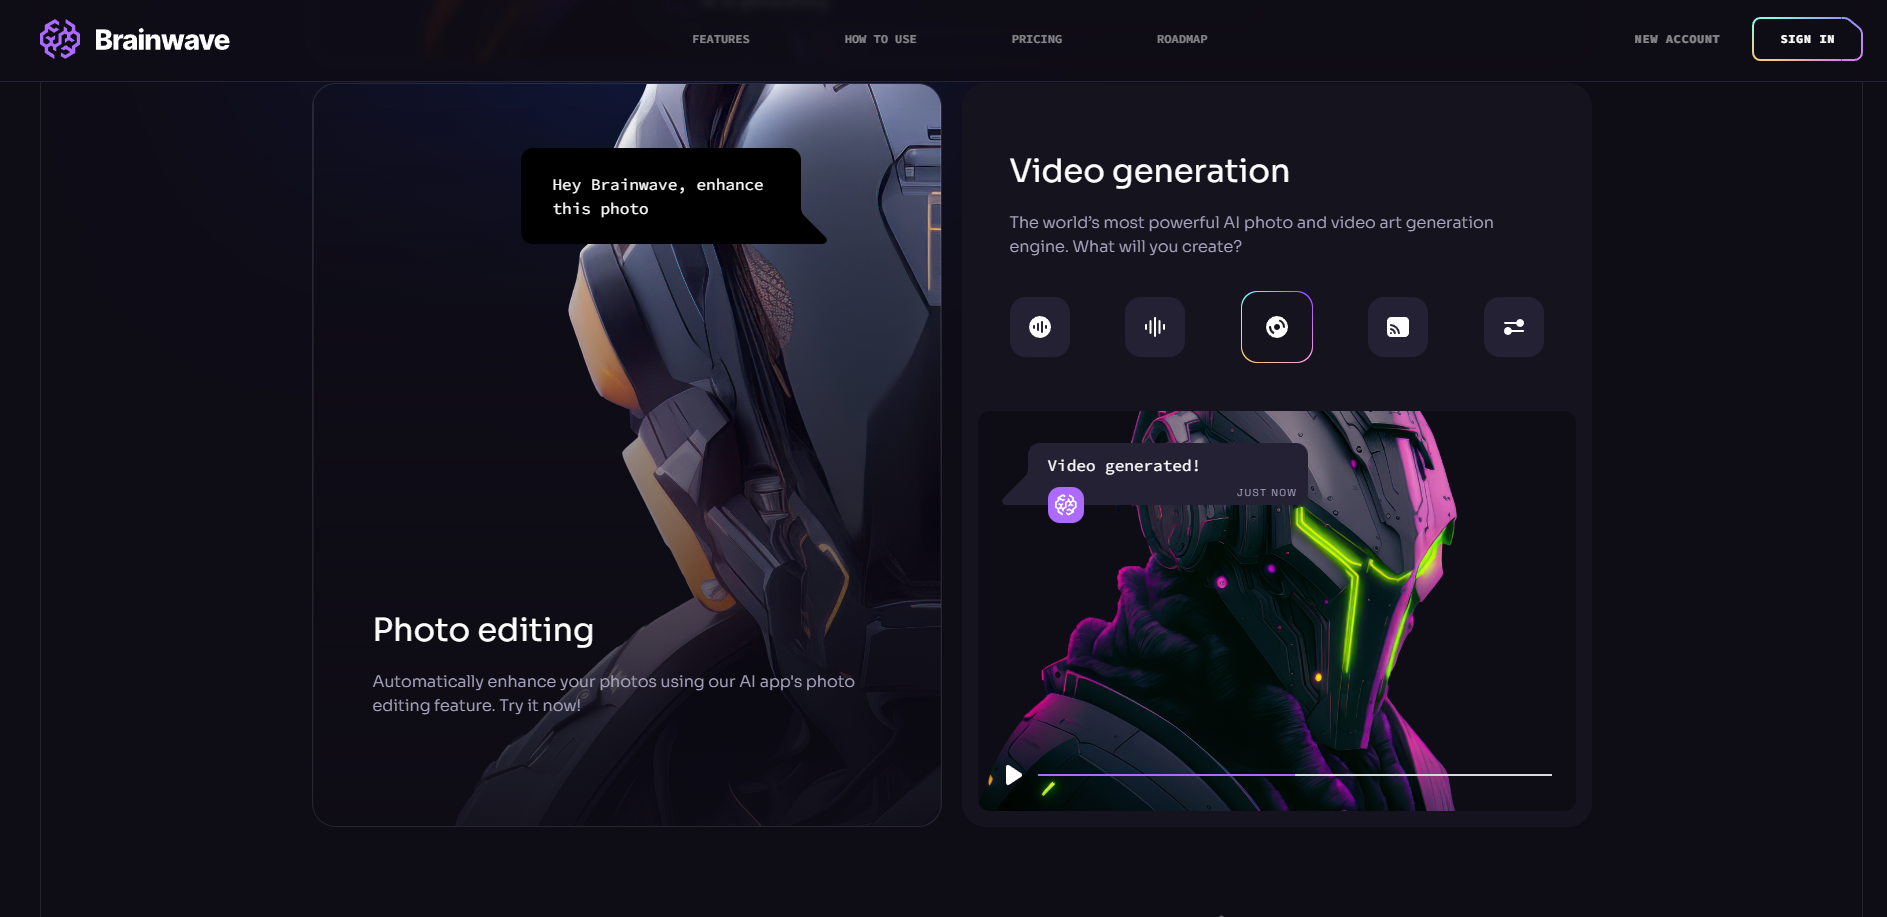 Brainwave
FEATURES
HOW TO USE
PRICING
ROADMAP
NEW ACCOUNT
SIGN IN
Hey Brainwave, enhance
this photo
Photo editing
Automatically enhance your photos using our AI app's photo
editing feature. Try it now!
Video generation
The world’s most powerful AI photo and video art generation
engine. What will you create?
Video generated!
JUST NOW